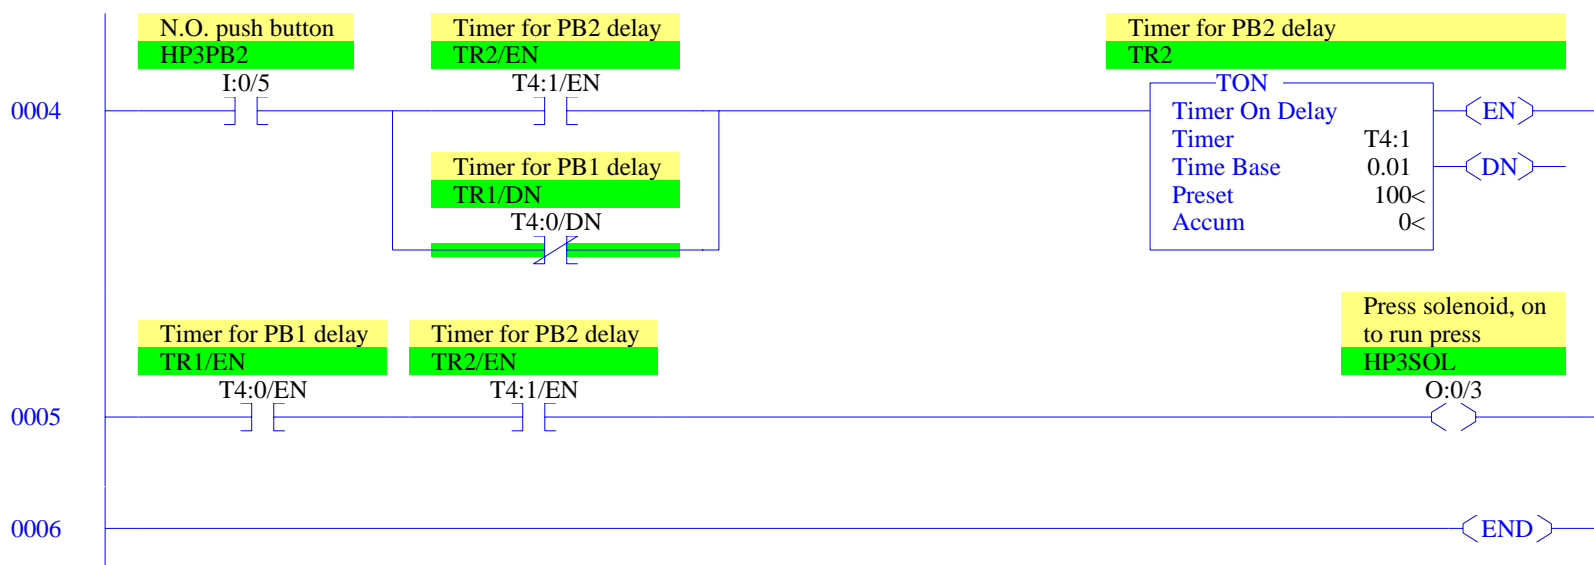 N.O. push button
HP3PB2
I:0/5
Timer for PB2 delay
TR2/EN
T4:1/EN
Timer for PB2 delay
TR2
0004
TON
Timer On Delay
Timer T4:1
Time Base 0.01
Preset 100<
Accum 0<
EN
DN
Timer for PB1 delay
TR1/DN
T4:0/DN
Timer for PB1 delay
TR1/EN
T4:0/EN
Timer for PB2 delay
TR2/EN
T4:1/EN
Press solenoid, on
to run press
HP3SOL
O:0/3
0005
0006
END